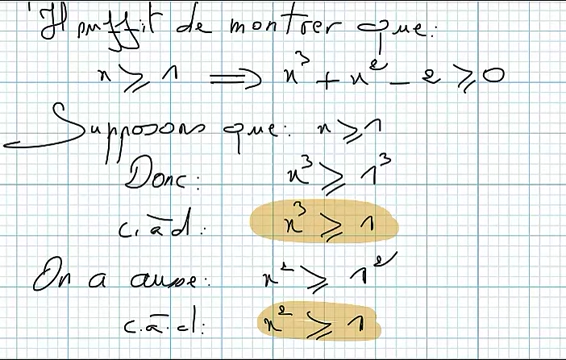 Il suffit de montrer que:
x ⩾ 1 ⟹ x³ + x² - 2 ⩾ 0
Supposons que: x ⩾ 1
Donc: x³ ⩾ 1³
c.à.d: x³ ⩾ 1
On a aussi: x² ⩾ 1²
c.à.d: x² ⩾ 1